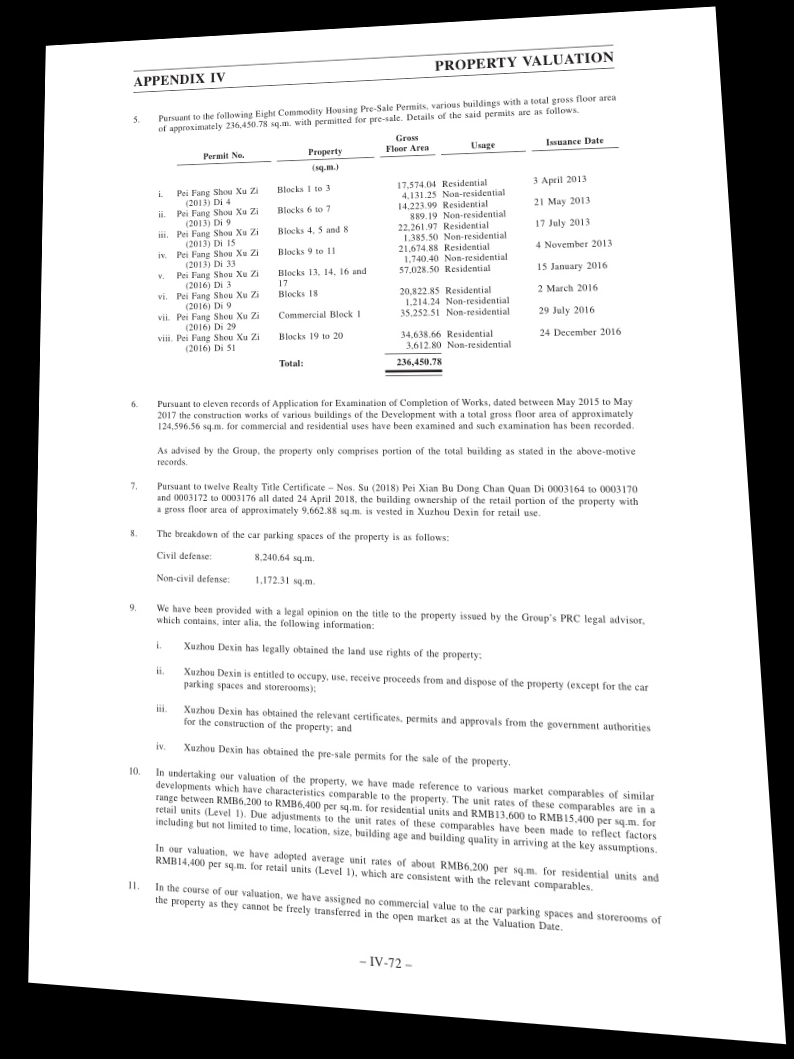 APPENDIX IV PROPERTY VALUATION
5. Pursuant to the following Eight Commodity Housing Pre-Sale Permits, various buildings with a total gross floor area
of approximately 236,450.78 sq.m. with permitted for pre-sale. Details of the said permits are as follows.
Permit No. Property Gross Floor Area Usage Issuance Date
(sq.m.)
i. Pei Fang Shou Xu Zi Blocks 1 to 3 17,574.04 Residential 3 April 2013
(2013) Di 4 4,131.25 Non-residential
ii. Pei Fang Shou Xu Zi Blocks 6 to 7 14,223.99 Residential 21 May 2013
(2013) Di 9 889.19 Non-residential
iii. Pei Fang Shou Xu Zi Blocks 4, 5 and 8 22,261.97 Residential 17 July 2013
(2013) Di 15 1,385.50 Non-residential
iv. Pei Fang Shou Xu Zi Blocks 9 to 11 21,674.88 Residential 4 November 2013
(2013) Di 33 1,740.40 Non-residential
v. Pei Fang Shou Xu Zi Blocks 13, 14, 16 and 57,028.50 Residential 15 January 2016
(2016) Di 3 17
vi. Pei Fang Shou Xu Zi Blocks 18 20,822.85 Residential 2 March 2016
(2016) Di 9 1,214.24 Non-residential
vii. Pei Fang Shou Xu Zi Commercial Block 1 35,252.51 Non-residential 29 July 2016
(2016) Di 29
viii. Pei Fang Shou Xu Zi Blocks 19 to 20 34,638.66 Residential 24 December 2016
(2016) Di 51 3,612.80 Non-residential
Total: 236,450.78
6. Pursuant to eleven records of Application for Examination of Completion of Works, dated between May 2015 to May
2017 the construction works of various buildings of the Development with a total gross floor area of approximately
124,596.56 sq.m. for commercial and residential uses have been examined and such examination has been recorded.
As advised by the Group, the property only comprises portion of the total building as stated in the above-motive
records.
7. Pursuant to twelve Realty Title Certificate – Nos. Su (2018) Pei Xian Bu Dong Chan Quan Di 0003164 to 0003170
and 0003172 to 0003176 all dated 24 April 2018, the building ownership of the retail portion of the property with
a gross floor area of approximately 9,662.88 sq.m. is vested in Xuzhou Dexin for retail use.
8. The breakdown of the car parking spaces of the property is as follows:
Civil defense: 8,240.64 sq.m.
Non-civil defense: 1,172.31 sq.m.
9. We have been provided with a legal opinion on the title to the property issued by the Group's PRC legal advisor,
which contains, inter alia, the following information:
i. Xuzhou Dexin has legally obtained the land use rights of the property;
ii. Xuzhou Dexin is entitled to occupy, use, receive proceeds from and dispose of the property (except for the car
parking spaces and storerooms);
iii. Xuzhou Dexin has obtained the relevant certificates, permits and approvals from the government authorities
for the construction of the property; and
iv. Xuzhou Dexin has obtained the pre-sale permits for the sale of the property.
10. In undertaking our valuation of the property, we have made reference to various market comparables of similar
developments which have characteristics comparable to the property. The unit rates of these comparables are in a
range between RMB6,200 to RMB6,400 per sq.m. for residential units and RMB13,600 to RMB15,400 per sq.m. for
retail units (Level 1). Due adjustments to the unit rates of these comparables have been made to reflect factors
including but not limited to time, location, size, building age and building quality in arriving at the key assumptions.
In our valuation, we have adopted average unit rates of about RMB6,200 per sq.m. for residential units and
RMB14,400 per sq.m. for retail units (Level 1), which are consistent with the relevant comparables.
11. In the course of our valuation, we have assigned no commercial value to the car parking spaces and storerooms of
the property as they cannot be freely transferred in the open market as at the Valuation Date.
– IV-72 –